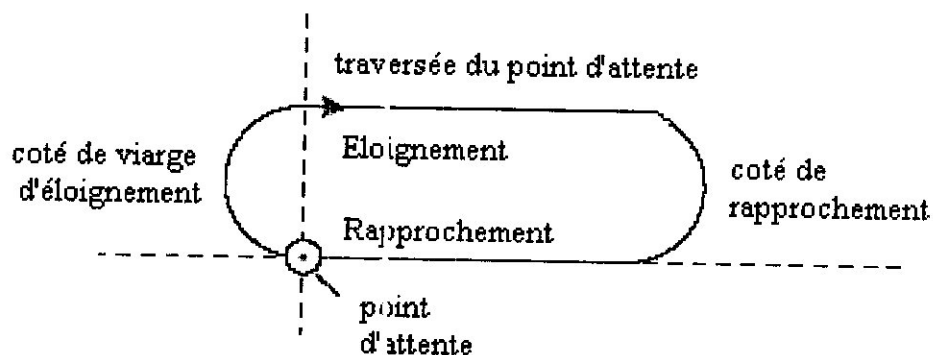 traversée du point d'attente
coté de viarge
d'éloignement
Eloignement
coté de
rapprochement
Rapprochement
point
d'attente